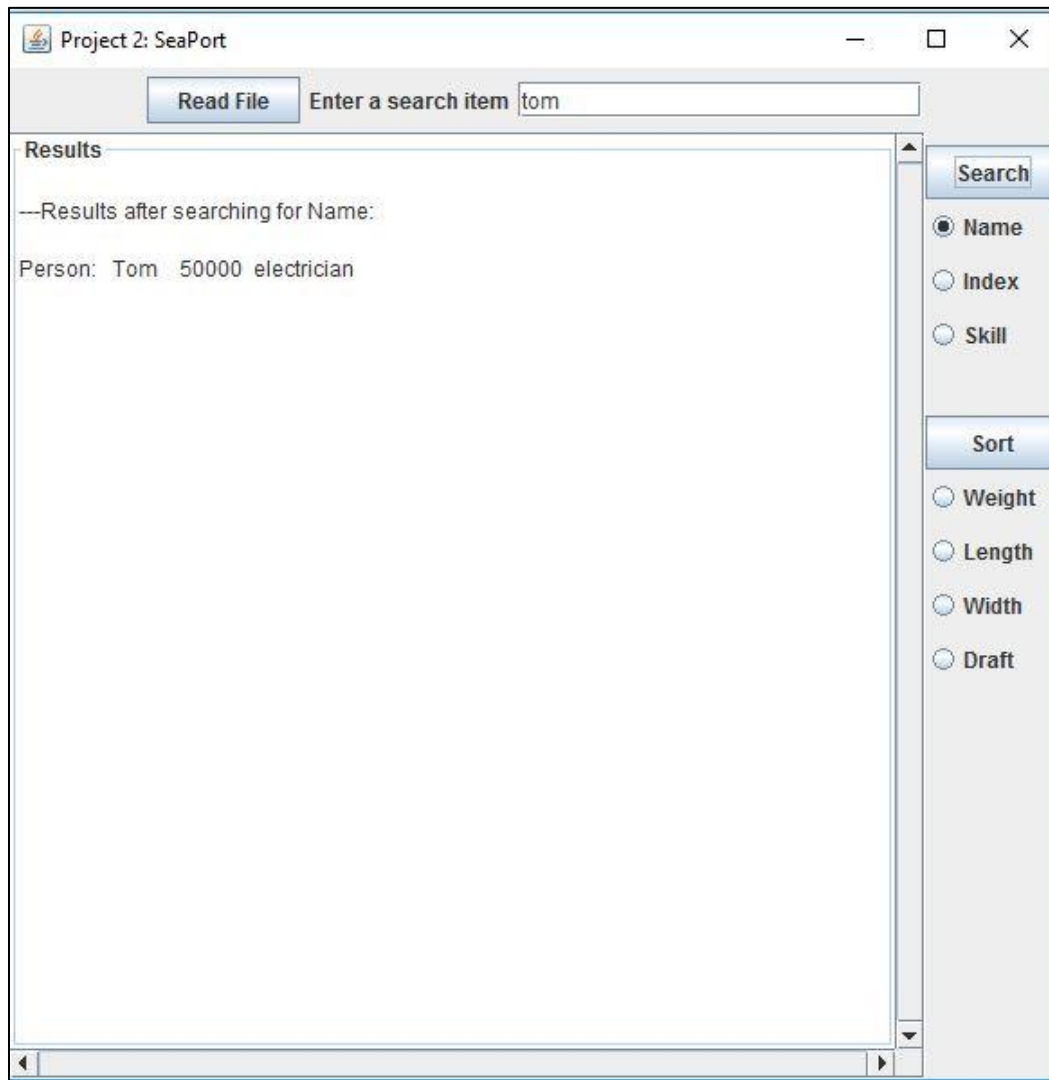 Project 2: SeaPort
Read File Enter a search item tom
Results
---Results after searching for Name:
Person: Tom 50000 electrician
Search
Name
Index
Skill
Sort
Weight
Length
Width
Draft